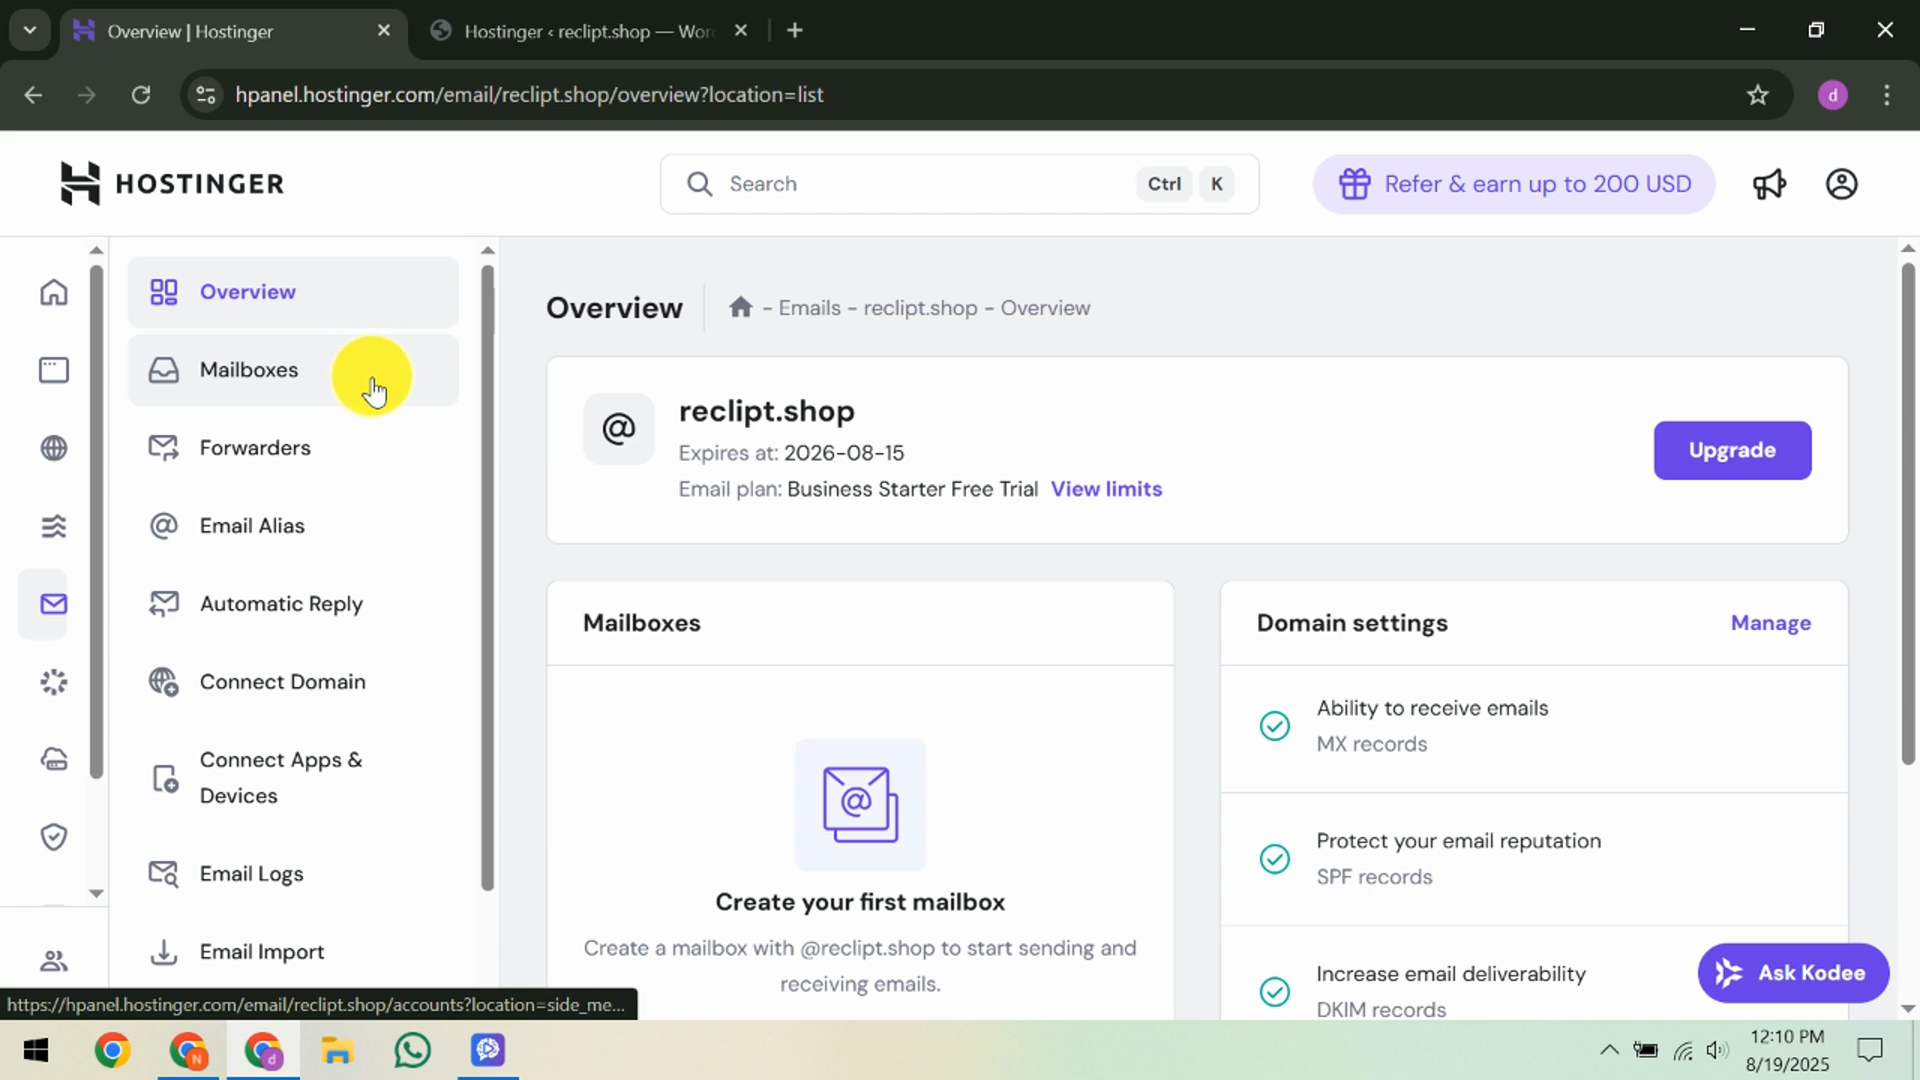 Overview | Hostinger
Hostinger ‹ reclipt.shop — Wor
hpanel.hostinger.com/email/reclipt.shop/overview?location=list
d
HOSTINGER
Search
Ctrl
K
Refer & earn up to 200 USD
Overview
Mailboxes
Forwarders
Email Alias
Automatic Reply
Connect Domain
Connect Apps &
Devices
Email Logs
Email Import
Overview
- Emails - reclipt.shop - Overview
@
reclipt.shop
Expires at: 2026-08-15
Email plan: Business Starter Free Trial View limits
Upgrade
Mailboxes
@
Create your first mailbox
Create a mailbox with @reclipt.shop to start sending and
receiving emails.
Domain settings
Manage
Ability to receive emails
MX records
Protect your email reputation
SPF records
Increase email deliverability
DKIM records
Ask Kodee
https://hpanel.hostinger.com/email/reclipt.shop/accounts?location=side_me...
N
d
12:10 PM
8/19/2025